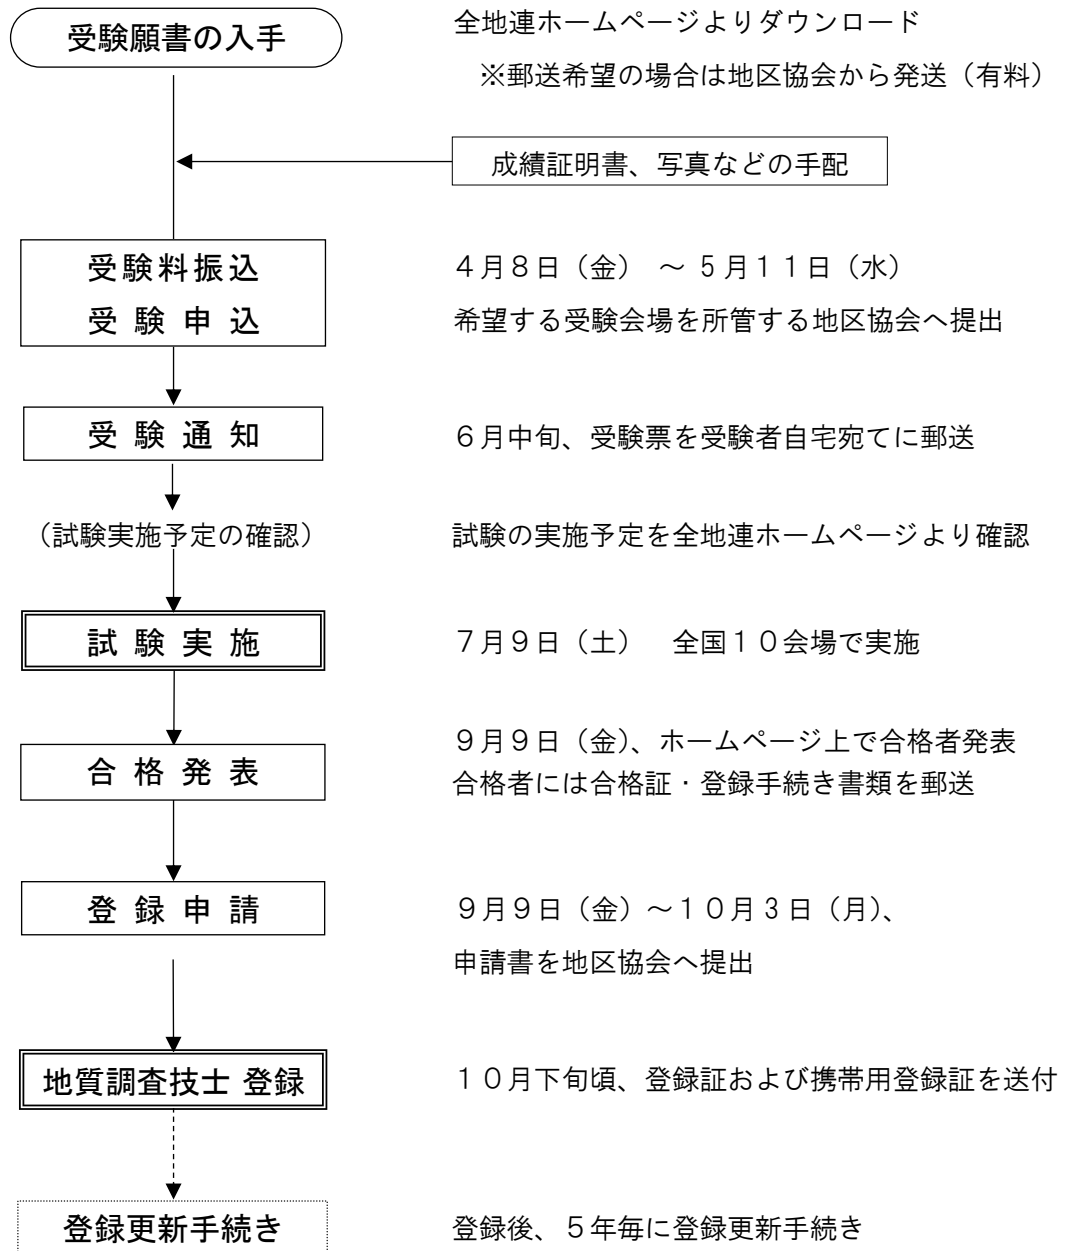 受験願書の入手
全地連ホームページよりダウンロード
※郵送希望の場合は地区協会から発送（有料）
成績証明書、写真などの手配
受験料振込
受 験 申 込
４月８日（金） ～ ５月１１日（水）
希望する受験会場を所管する地区協会へ提出
受 験 通 知
６月中旬、受験票を受験者自宅宛てに郵送
（試験実施予定の確認）
試験の実施予定を全地連ホームページより確認
試 験 実 施
７月９日（土）　全国１０会場で実施
合 格 発 表
９月９日（金）、ホームページ上で合格者発表
合格者には合格証・登録手続き書類を郵送
登 録 申 請
９月９日（金）～１０月３日（月）、
申請書を地区協会へ提出
地質調査技士 登録
１０月下旬頃、登録証および携帯用登録証を送付
登録更新手続き
登録後、５年毎に登録更新手続き